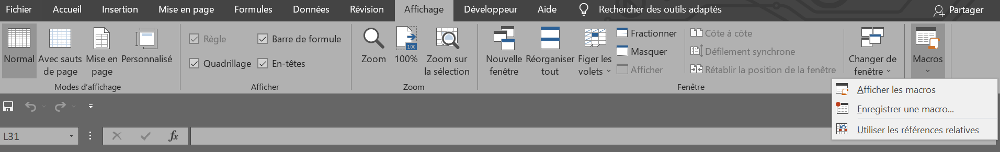 Fichier Accueil Insertion Mise en page Formules Données Révision Affichage Développeur Aide Rechercher des outils adaptés Partager
Normal
Avec sauts
de page
Mise en
page
Personnalisé
Modes d'affichage
Règle
Barre de formule
Quadrillage
En-têtes
Afficher
Zoom
100
100%
Zoom sur
la sélection
Zoom
Nouvelle
fenêtre
Réorganiser
tout
Figer les
volets
Fractionner
Masquer
Afficher
Côte à côte
Défilement synchrone
Rétablir la position de la fenêtre
Changer de
fenêtre
Fenêtre
Macros
Afficher les macros
Enregistrer une macro...
Utiliser les références relatives
L31
fx